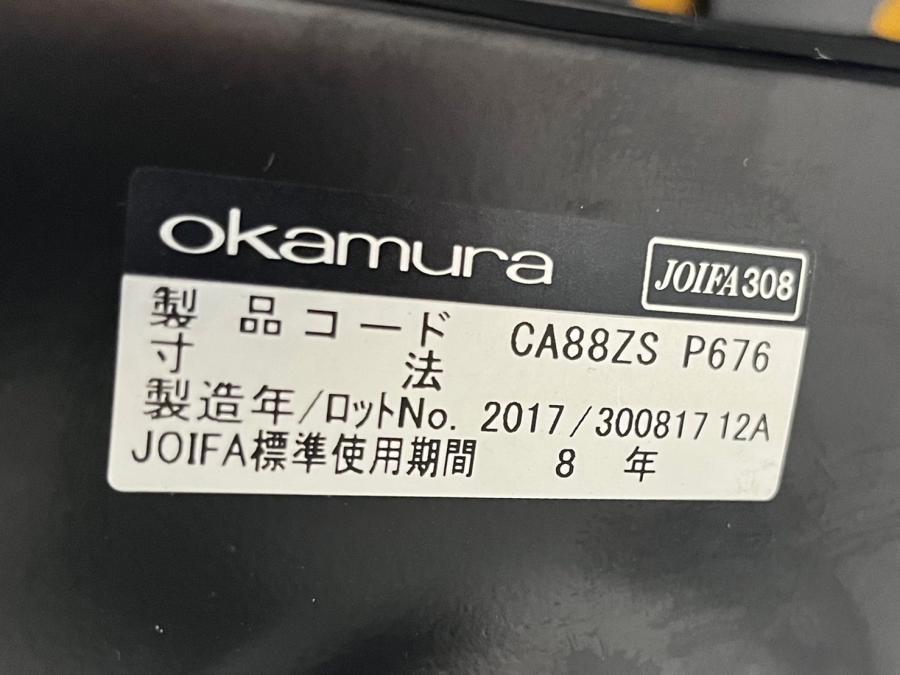 okamura
JOIFA308
製品コード CA88ZS P676
寸法
製造年/ロットNo. 2017/30081712A
JOIFA標準使用期間 8 年